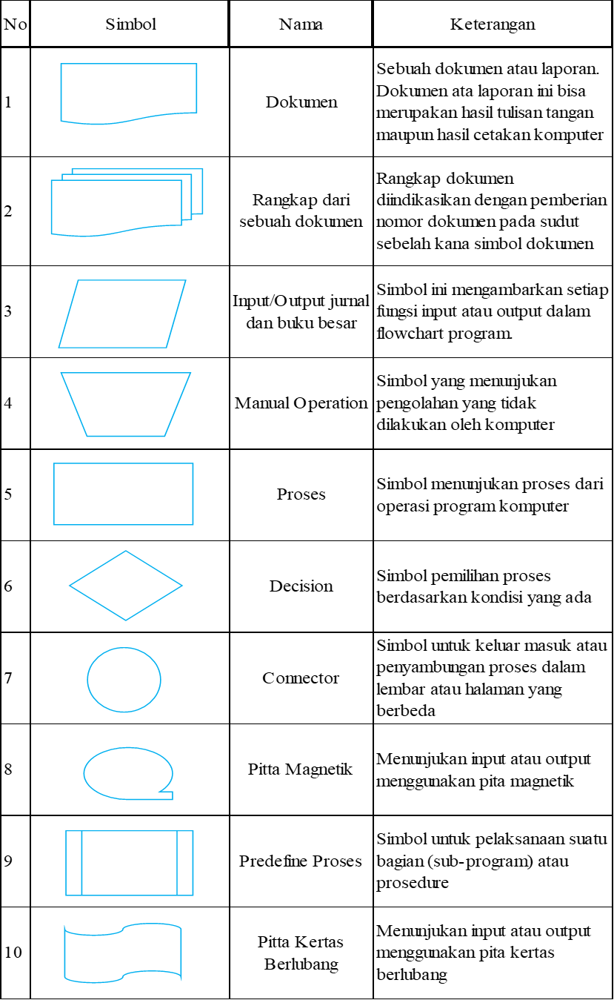 No Simbol Nama Keterangan
1
Dokumen
Sebuah dokumen atau laporan.
Dokumen ata laporan ini bisa
merupakan hasil tulisan tangan
maupun hasil cetakan komputer
2
Rangkap dari
sebuah dokumen
Rangkap dokumen
diindikasikan dengan pemberian
nomor dokumen pada sudut
sebelah kana simbol dokumen
3
Input/Output jurnal
dan buku besar
Simbol ini mengambarkan setiap
fungsi input atau output dalam
flowchart program.
4
Manual Operation
Simbol yang menunjukan
pengolahan yang tidak
dilakukan oleh komputer
5
Proses
Simbol menunjukan proses dari
operasi program komputer
6
Decision
Simbol pemilihan proses
berdasarkan kondisi yang ada
7
Connector
Simbol untuk keluar masuk atau
penyambungan proses dalam
lembar atau halaman yang
berbeda
8
Pitta Magnetik
Menunjukan input atau output
menggunakan pita magnetik
9
Predefine Proses
Simbol untuk pelaksanaan suatu
bagian (sub-program) atau
prosedure
10
Pitta Kertas
Berlubang
Menunjukan input atau output
menggunakan pita kertas
berlubang